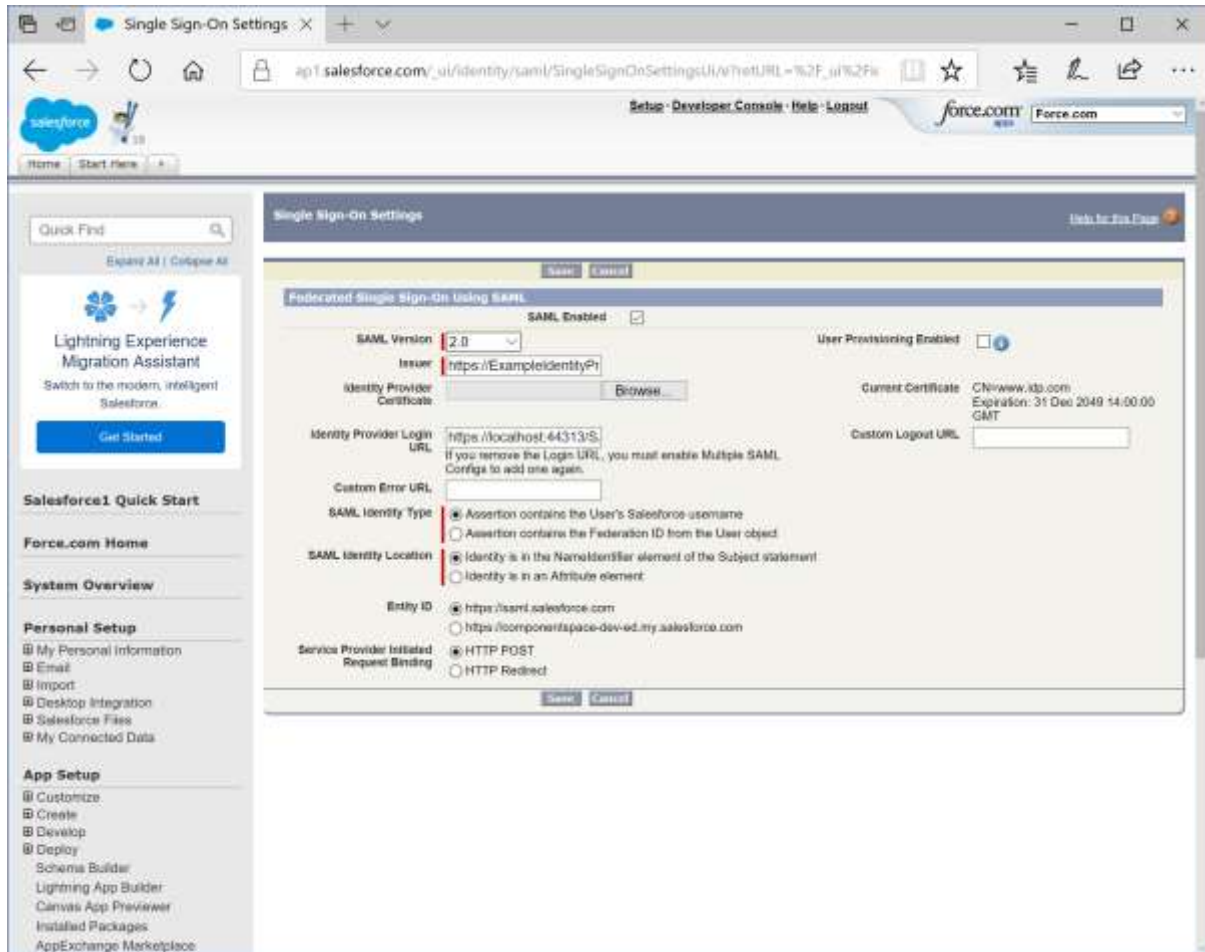 Single Sign-On Settings
ap1.salesforce.com/_ui/identity/saml/SingleSignOnSettingsUi/e?retURL=%2F_ui%2Fi
salesforce
18
Setup · Developer Console · Help · Logout
force.com
apps
Force.com
Home
Start Here
+
Quick Find
Expand All | Collapse All
Lightning Experience
Migration Assistant
Switch to the modern, intelligent
Salesforce.
Get Started
Salesforce1 Quick Start
Force.com Home
System Overview
Personal Setup
My Personal Information
Email
Import
Desktop Integration
Salesforce Files
My Connected Data
App Setup
Customize
Create
Develop
Deploy
Schema Builder
Lightning App Builder
Canvas App Previewer
Installed Packages
AppExchange Marketplace
Single Sign-On Settings
Help for this Page
Save Cancel
Federated Single Sign-On Using SAML
SAML Enabled
SAML Version 2.0
User Provisioning Enabled
Issuer https://ExampleIdentityPr
Identity Provider
Certificate
Browse...
Current Certificate CN=www.idp.com
Expiration: 31 Dec 2049 14:00:00
GMT
Identity Provider Login
URL
https://localhost:44313/S
If you remove the Login URL, you must enable Multiple SAML
Configs to add one again.
Custom Logout URL
Custom Error URL
SAML Identity Type Assertion contains the User's Salesforce username
Assertion contains the Federation ID from the User object
SAML Identity Location Identity is in the NameIdentifier element of the Subject statement
Identity is in an Attribute element
Entity ID https://saml.salesforce.com
https://componentspace-dev-ed.my.salesforce.com
Service Provider Initiated
Request Binding
HTTP POST
HTTP Redirect
Save Cancel